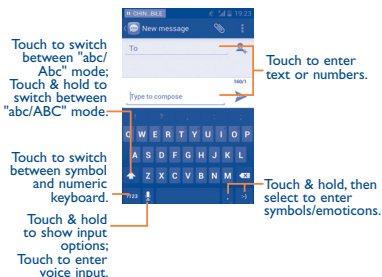 CHIN...BILE 19:23
New message
To
160/1
Type to compose
! ? , : ;
Q W E R T Y U I O P
A S D F G H J K L
Z X C V B N M
?123 . :-)
Touch to switch
between "abc/
Abc" mode;
Touch & hold to
switch between
"abc/ABC" mode.
Touch to switch
between symbol
and numeric
keyboard.
Touch & hold
to show input
options;
Touch to enter
voice input.
Touch to enter
text or numbers.
Touch & hold, then
select to enter
symbols/emoticons.